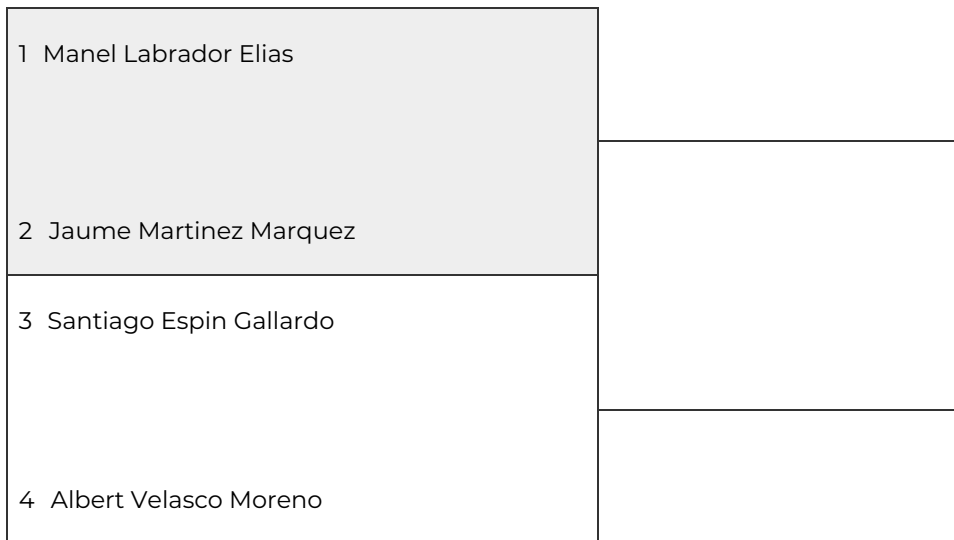 1 Manel Labrador Elias
2 Jaume Martinez Marquez
3 Santiago Espin Gallardo
4 Albert Velasco Moreno